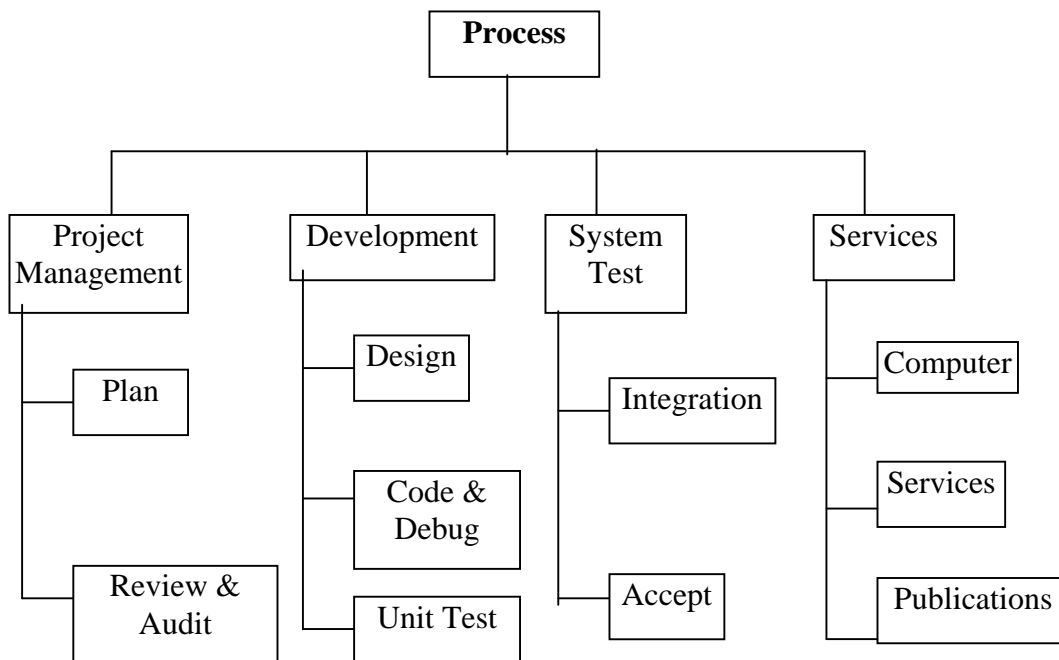 Process
Project
Management
Development
System
Test
Services
Plan
Review &
Audit
Design
Code &
Debug
Unit Test
Integration
Accept
Computer
Services
Publications